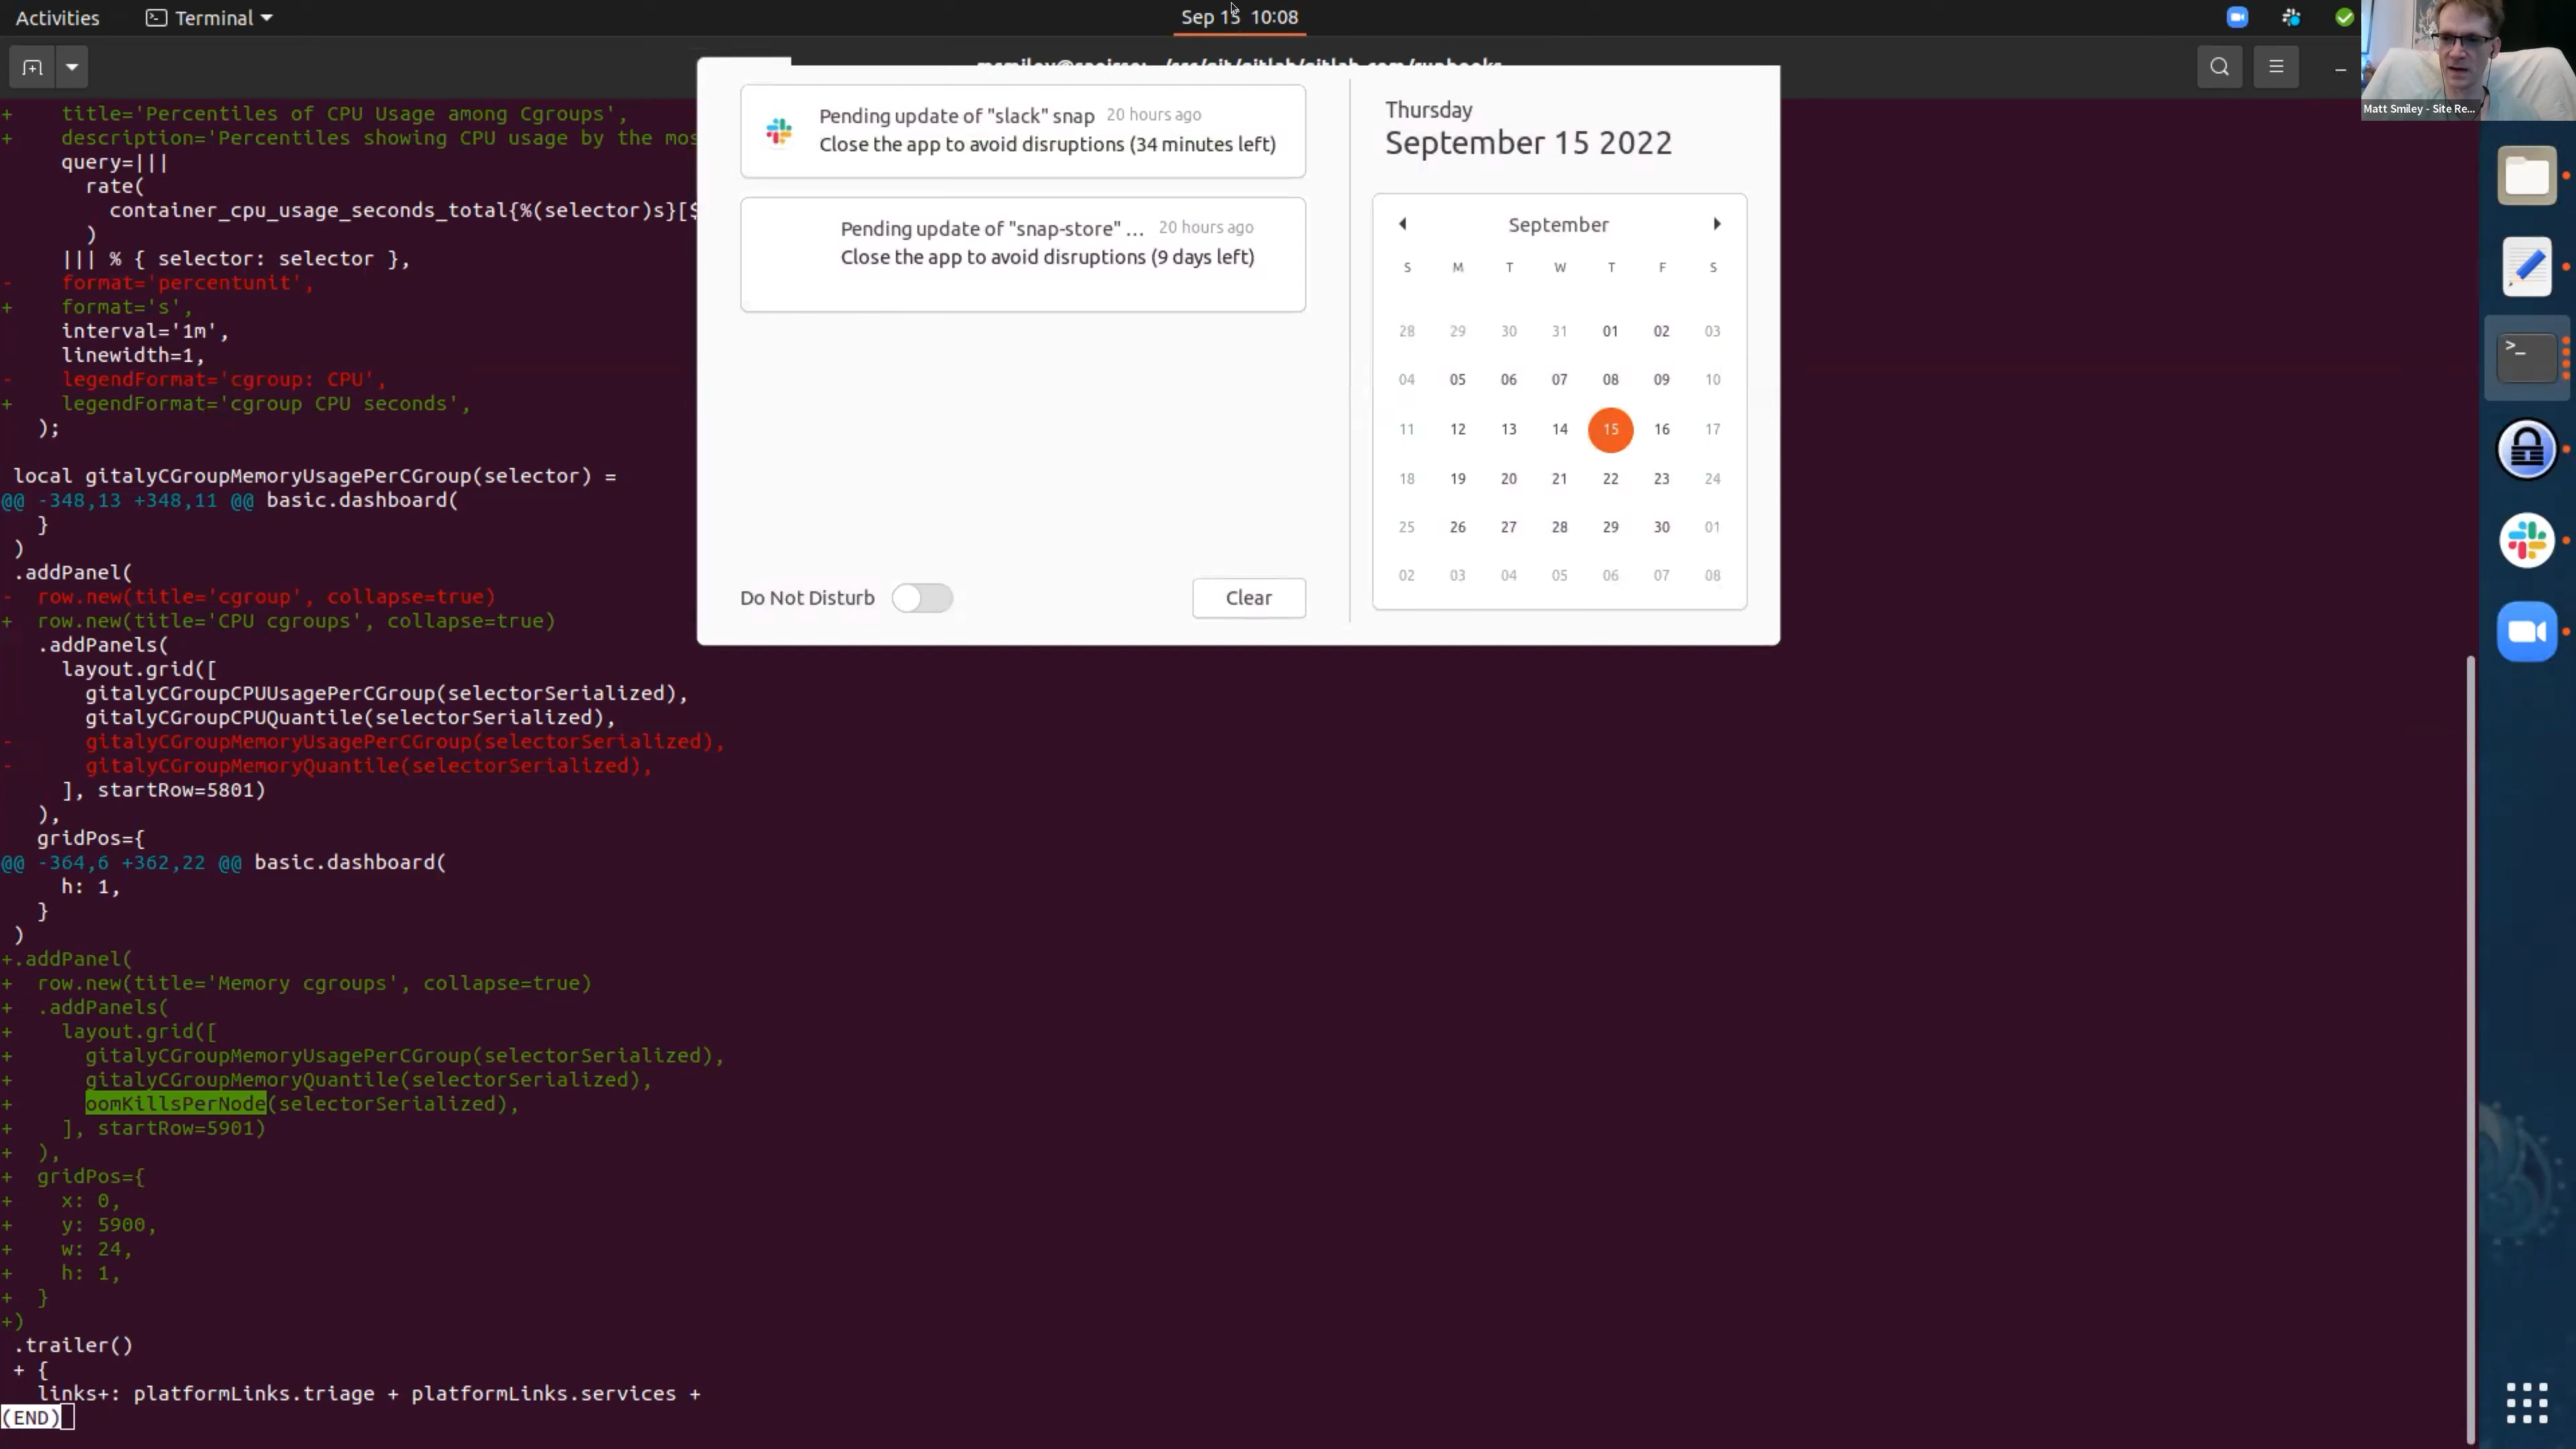 Activities
Terminal
Sep 15 10:08
Matt Smiley - Site Re...
+ title='Percentiles of CPU Usage among Cgroups',
+ description='Percentiles showing CPU usage by the mos
query=|||
rate(
container_cpu_usage_seconds_total{%(selector)s}[$
)
||| % { selector: selector },
- format='percentunit',
+ format='s',
interval='1m',
linewidth=1,
- legendFormat='cgroup: CPU',
+ legendFormat='cgroup CPU seconds',
);
local gitalyCGroupMemoryUsagePerCGroup(selector) =
@@ -348,13 +348,11 @@ basic.dashboard(
}
)
.addPanel(
- row.new(title='cgroup', collapse=true)
+ row.new(title='CPU cgroups', collapse=true)
.addPanels(
layout.grid([
gitalyCGroupCPUUsagePerCGroup(selectorSerialized),
gitalyCGroupCPUQuantile(selectorSerialized),
- gitalyCGroupMemoryUsagePerCGroup(selectorSerialized),
- gitalyCGroupMemoryQuantile(selectorSerialized),
], startRow=5801)
),
gridPos={
@@ -364,6 +362,22 @@ basic.dashboard(
h: 1,
}
)
+.addPanel(
+ row.new(title='Memory cgroups', collapse=true)
+ .addPanels(
+ layout.grid([
+ gitalyCGroupMemoryUsagePerCGroup(selectorSerialized),
+ gitalyCGroupMemoryQuantile(selectorSerialized),
+ oomKillsPerNode(selectorSerialized),
+ ], startRow=5901)
+ ),
+ gridPos={
+ x: 0,
+ y: 5900,
+ w: 24,
+ h: 1,
+ }
+)
.trailer()
+ {
links+: platformLinks.triage + platformLinks.services +
(END)
Pending update of "slack" snap 20 hours ago
Close the app to avoid disruptions (34 minutes left)
Pending update of "snap-store" ... 20 hours ago
Close the app to avoid disruptions (9 days left)
Do Not Disturb
Clear
Thursday
September 15 2022
September
S M T W T F S
28 29 30 31 01 02 03
04 05 06 07 08 09 10
11 12 13 14 15 16 17
18 19 20 21 22 23 24
25 26 27 28 29 30 01
02 03 04 05 06 07 08